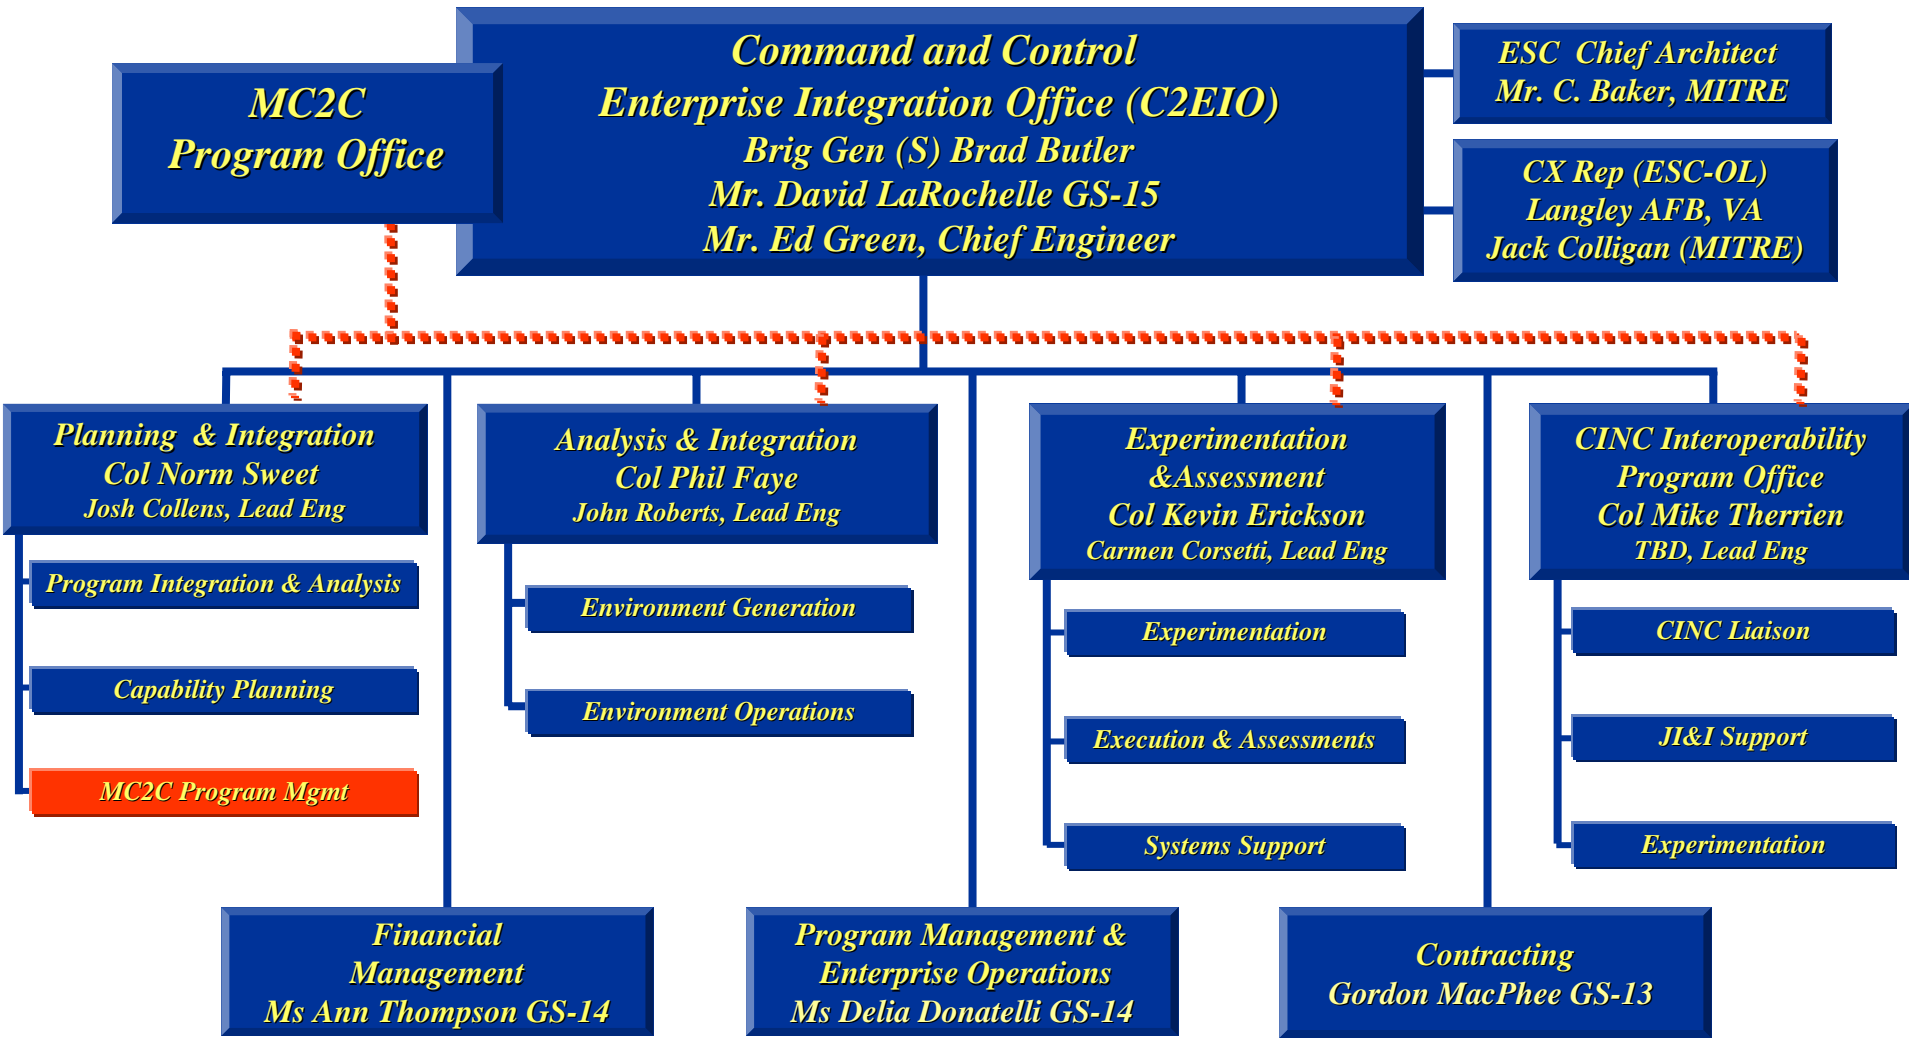 MC2C
Program Office
Command and Control
Enterprise Integration Office (C2EIO)
Brig Gen (S) Brad Butler
Mr. David LaRochelle GS-15
Mr. Ed Green, Chief Engineer
ESC Chief Architect
Mr. C. Baker, MITRE
CX Rep (ESC-OL)
Langley AFB, VA
Jack Colligan (MITRE)
Planning & Integration
Col Norm Sweet
Josh Collens, Lead Eng
Program Integration & Analysis
Capability Planning
MC2C Program Mgmt
Analysis & Integration
Col Phil Faye
John Roberts, Lead Eng
Environment Generation
Environment Operations
Experimentation
&Assessment
Col Kevin Erickson
Carmen Corsetti, Lead Eng
Experimentation
Execution & Assessments
Systems Support
CINC Interoperability
Program Office
Col Mike Therrien
TBD, Lead Eng
CINC Liaison
JI&I Support
Experimentation
Financial
Management
Ms Ann Thompson GS-14
Program Management &
Enterprise Operations
Ms Delia Donatelli GS-14
Contracting
Gordon MacPhee GS-13